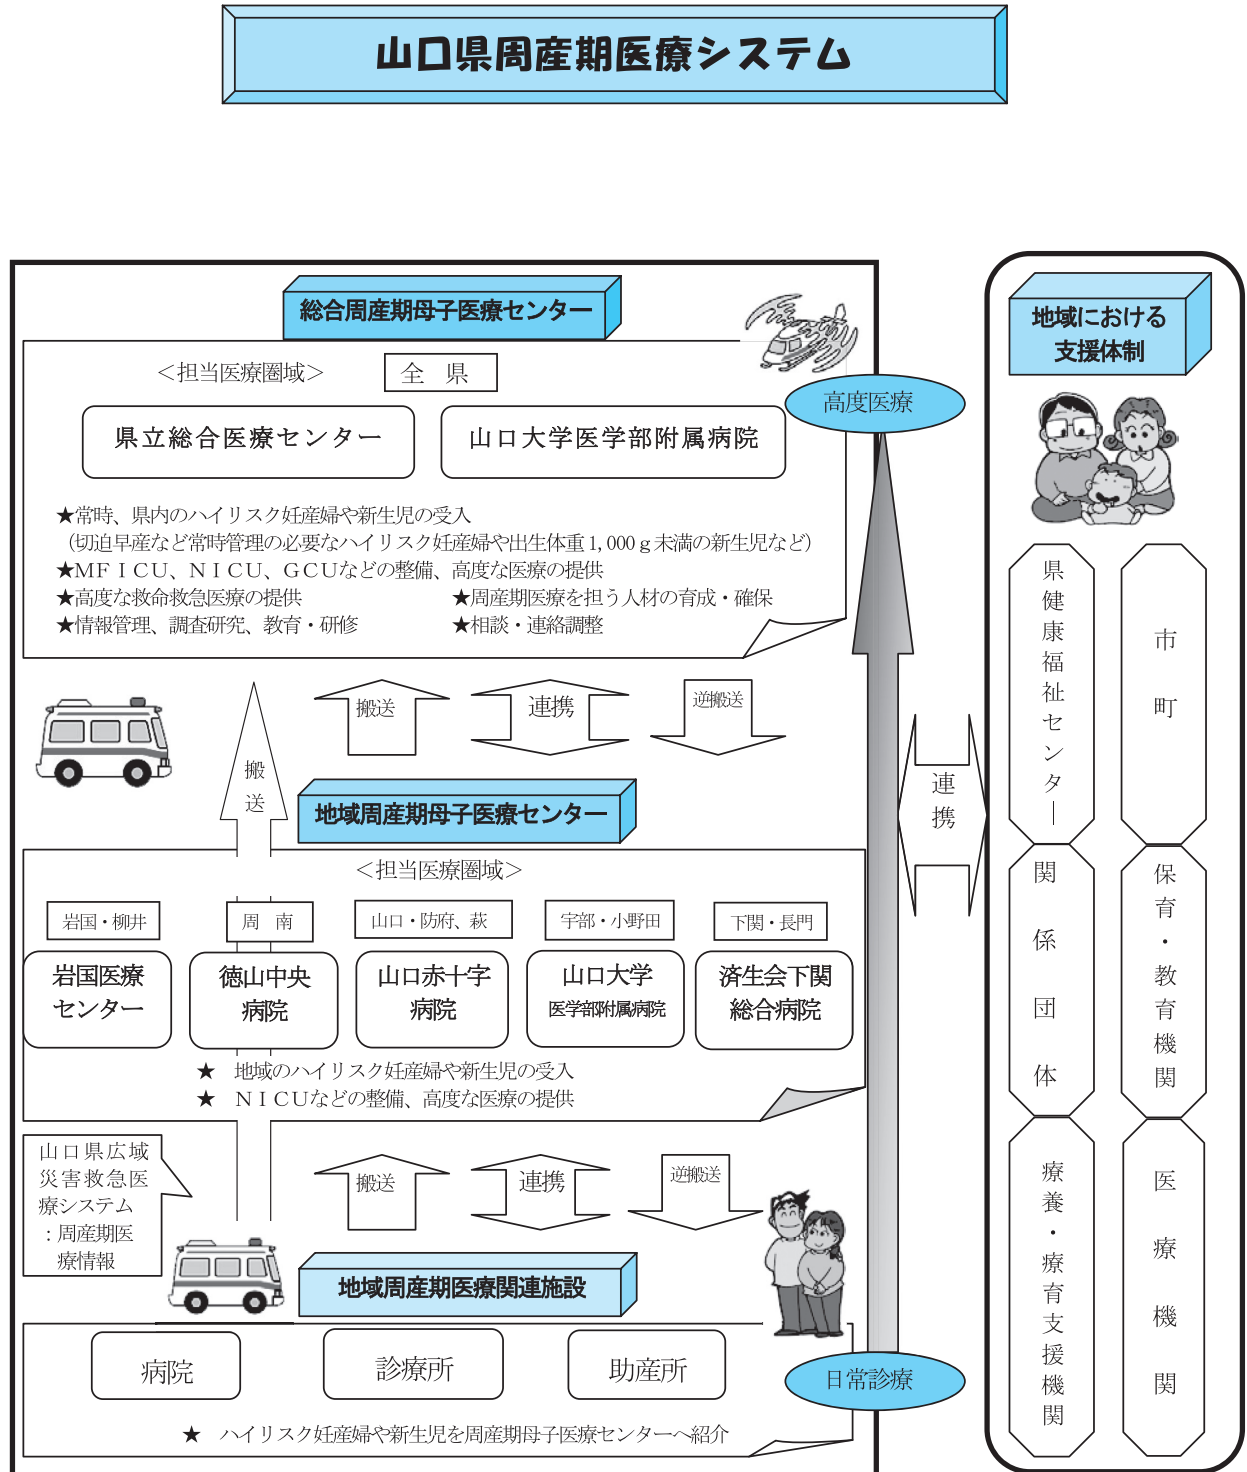 山口県周産期医療システム
総合周産期母子医療センター
＜担当医療圏域＞
全　県
県立総合医療センター
山口大学医学部附属病院
★常時、県内のハイリスク妊産婦や新生児の受入
（切迫早産など常時管理の必要なハイリスク妊産婦や出生体重1,000ｇ未満の新生児など）
★ＭＦＩＣＵ、ＮＩＣＵ、ＧＣＵなどの整備、高度な医療の提供
★高度な救命救急医療の提供
★周産期医療を担う人材の育成・確保
★情報管理、調査研究、教育・研修
★相談・連絡調整
高度医療
搬送
搬送
連携
逆搬送
地域周産期母子医療センター
＜担当医療圏域＞
岩国・柳井
周　南
山口・防府、萩
宇部・小野田
下関・長門
岩国医療
センター
徳山中央
病院
山口赤十字
病院
山口大学
医学部附属病院
済生会下関
総合病院
★　地域のハイリスク妊産婦や新生児の受入
★　ＮＩＣＵなどの整備、高度な医療の提供
山口県広域
災害救急医
療システム
：周産期医
療情報
搬送
連携
逆搬送
地域周産期医療関連施設
病院
診療所
助産所
日常診療
★　ハイリスク妊産婦や新生児を周産期母子医療センターへ紹介
連携
地域における
支援体制
県健康福祉センター
市町
関係団体
保育・教育機関
療養・療育支援機関
医療機関